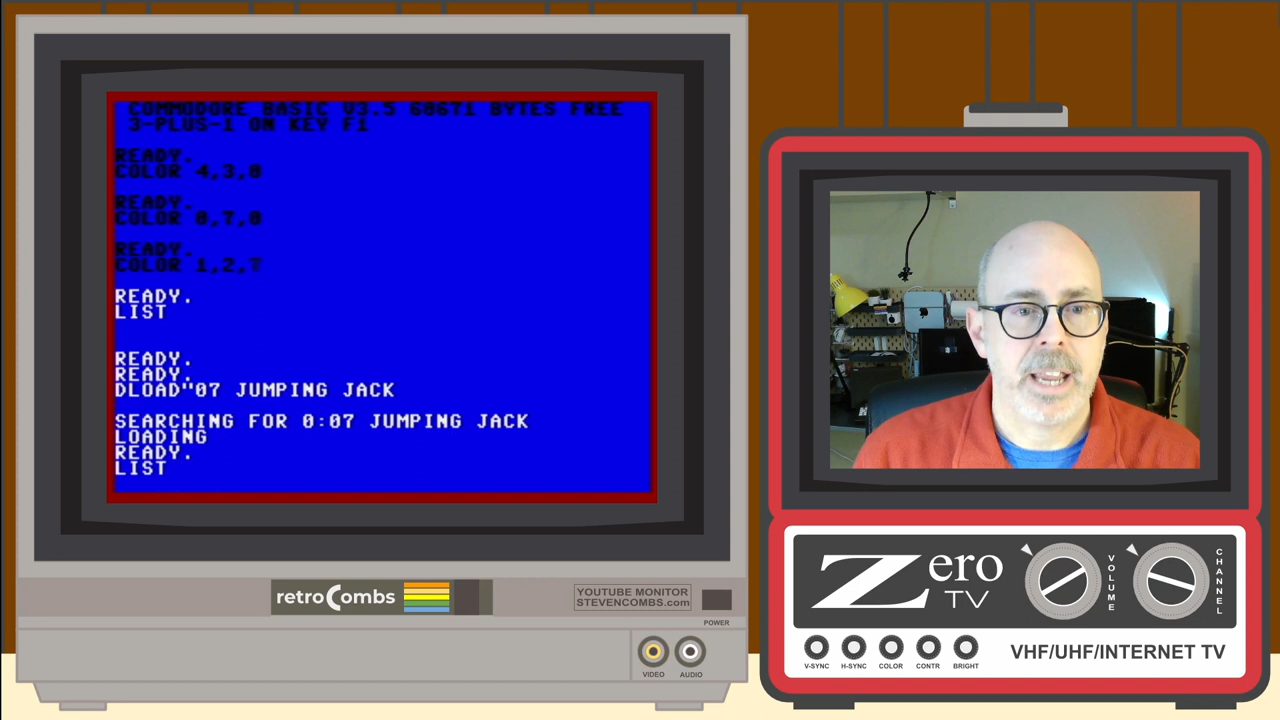 COMMODORE BASIC V3.5 60671 BYTES FREE
3-PLUS-1 ON KEY F1
READY.
COLOR 4,3,0
READY.
COLOR 0,7,0
READY.
COLOR 1,2,7
READY.
LIST
READY.
READY.
DLOAD"07 JUMPING JACK
SEARCHING FOR 0:07 JUMPING JACK
LOADING
READY.
LIST
retroCombs
YOUTUBE MONITOR
STEVENCOMBS.com
POWER
VIDEO
AUDIO
Zero
TV
VOLUME
CHANNEL
V-SYNC
H-SYNC
COLOR
CONTR
BRIGHT
VHF/UHF/INTERNET TV